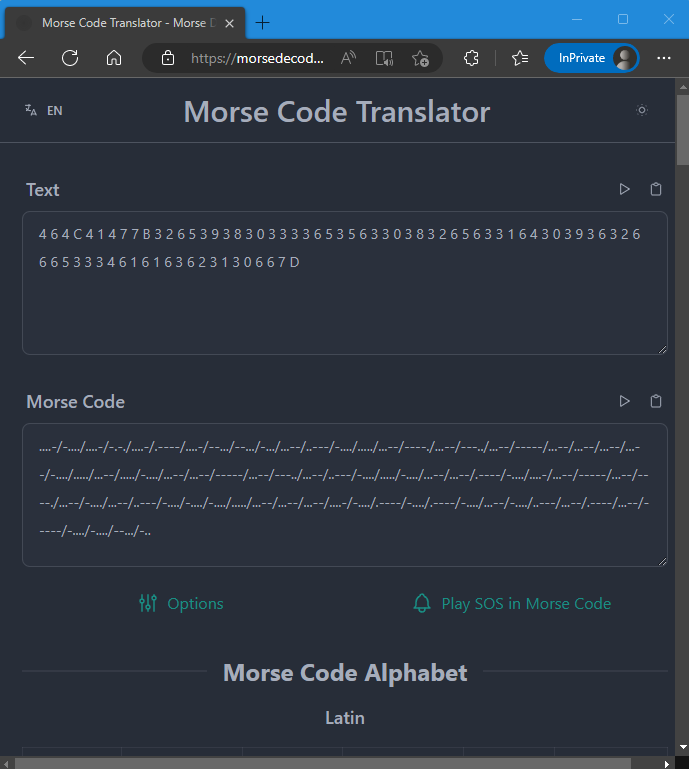 Morse Code Translator - Morse D
https://morsedecod...
InPrivate
EN
Morse Code Translator
Text
4 6 4 C 4 1 4 7 7 B 3 2 6 5 3 9 3 8 3 0 3 3 3 3 6 5 3 5 6 3 3 0 3 8 3 2 6 5 6 3 3 1 6 4 3 0 3 9 3 6 3 2 6
6 6 5 3 3 3 4 6 1 6 1 6 3 6 2 3 1 3 0 6 6 7 D
Morse Code
....-/-..../....-/-.-./....-/.----/....-/--.../--.../-.../...--/..---/-..../...../...--/----./...--/---../...--/-----/...--/...--/...--/...-
-/-..../...../...--/...../-..../...--/...--/-----/...--/---../...--/..---/-..../...../-..../...--/...--/.----/-..../....-/...--/-----/...--/--
--./...--/-..../...--/..---/-..../-..../-..../...../...--/...--/...--/....-/-..../.----/-..../.----/-..../...--/-..../..---/...--/.----/...--/-
----/-..../-..../--.../-..
Options
Play SOS in Morse Code
Morse Code Alphabet
Latin